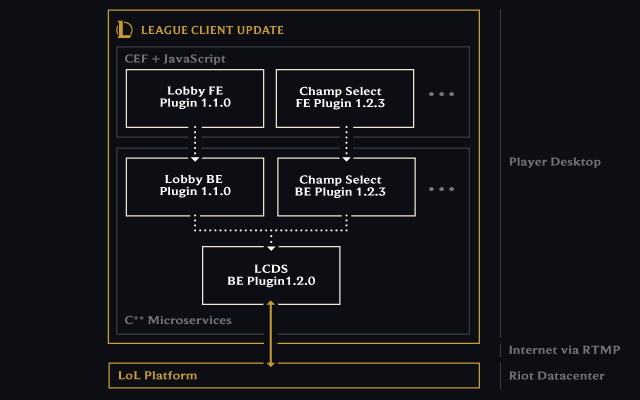 LEAGUE CLIENT UPDATE
CEF + JavaScript
Lobby FE
Plugin 1.1.0
Champ Select
FE Plugin 1.2.3
Lobby BE
Plugin 1.1.0
Champ Select
BE Plugin 1.2.3
Player Desktop
LCDS
BE Plugin1.2.0
C++ Microservices
Internet via RTMP
LoL Platform
Riot Datacenter